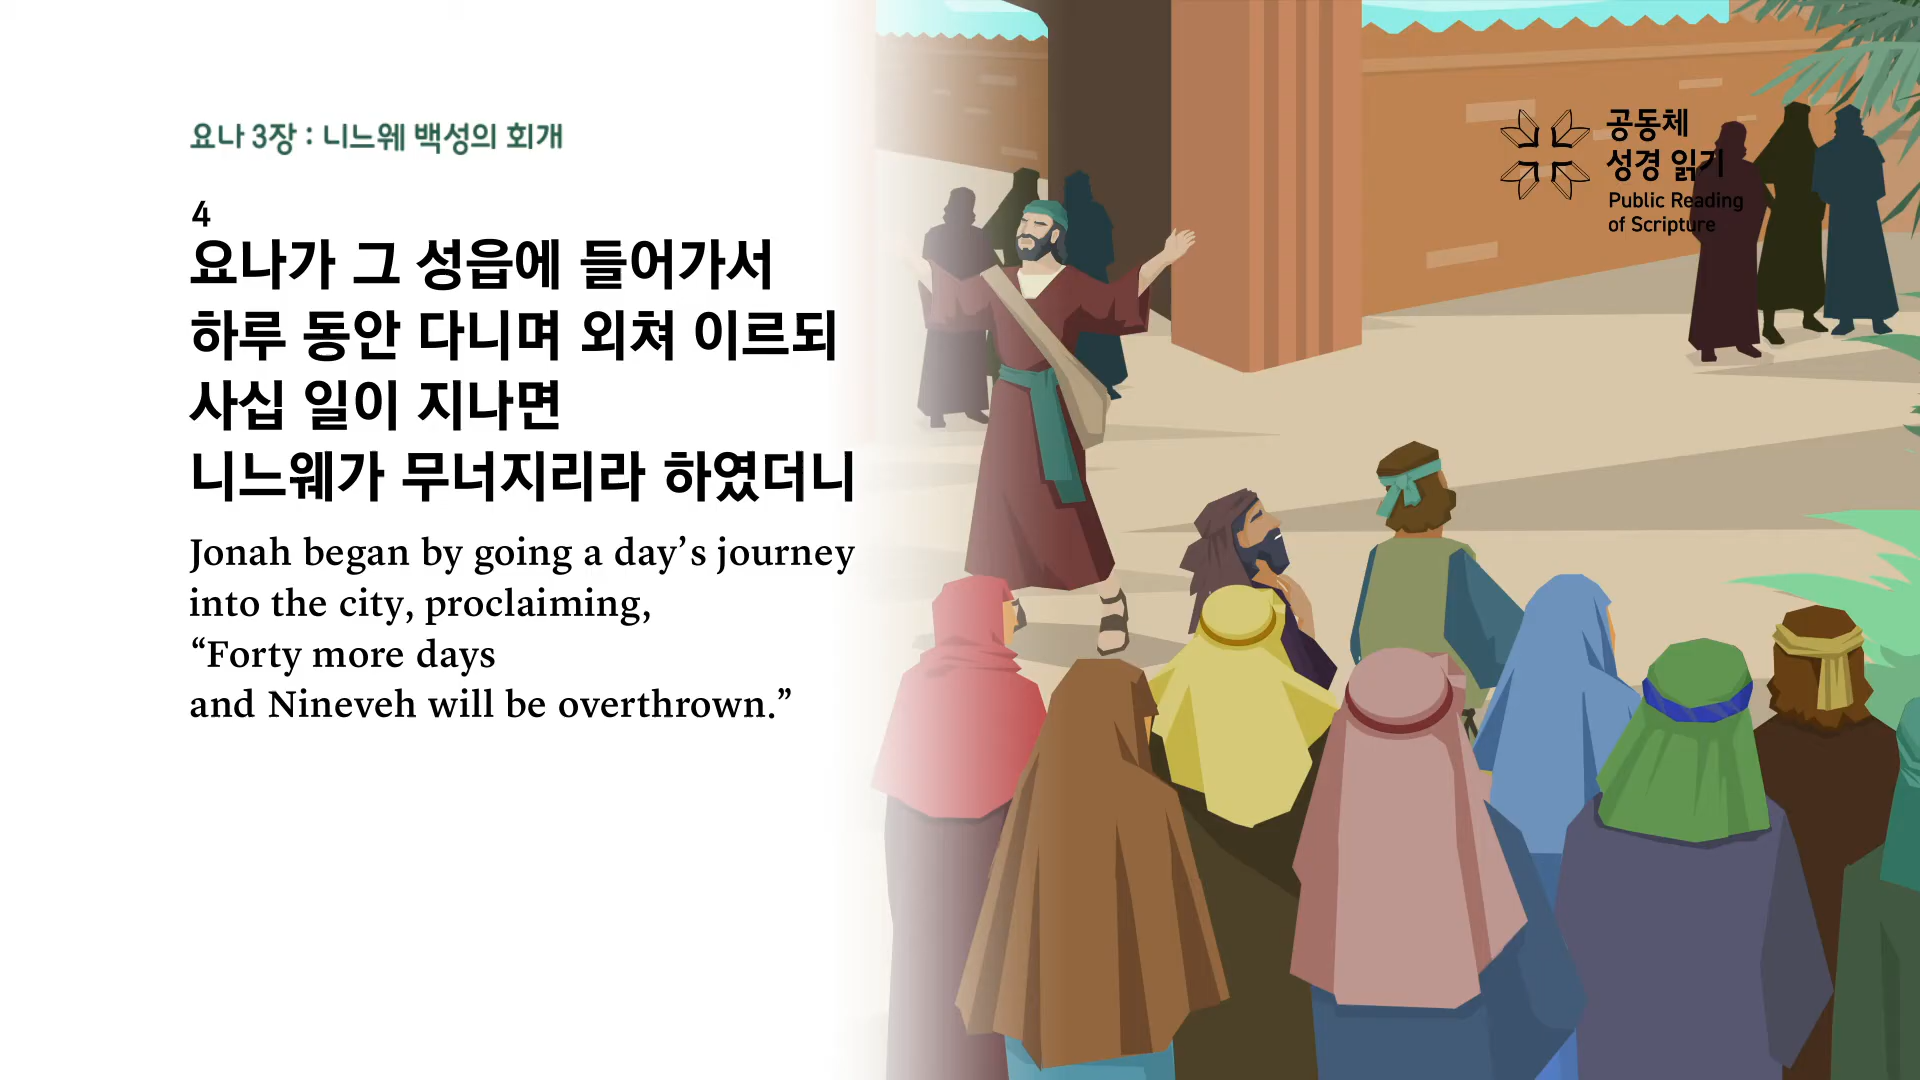 요나 3장 : 니느웨 백성의 회개
4
요나가 그 성읍에 들어가서
하루 동안 다니며 외쳐 이르되
사십 일이 지나면
니느웨가 무너지리라 하였더니
Jonah began by going a day’s journey
into the city, proclaiming,
“Forty more days
and Nineveh will be overthrown.”
공동체
성경 읽기
Public Reading
of Scripture